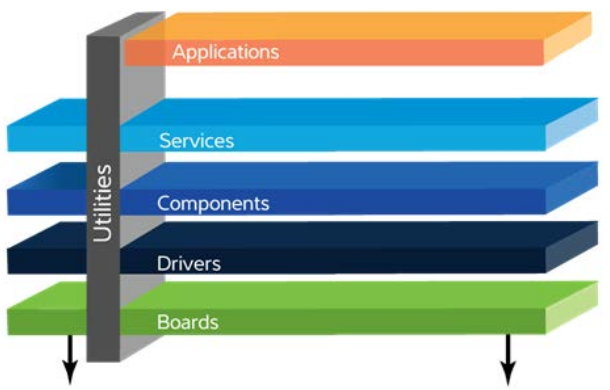 Applications
Services
Utilities
Components
Drivers
Boards